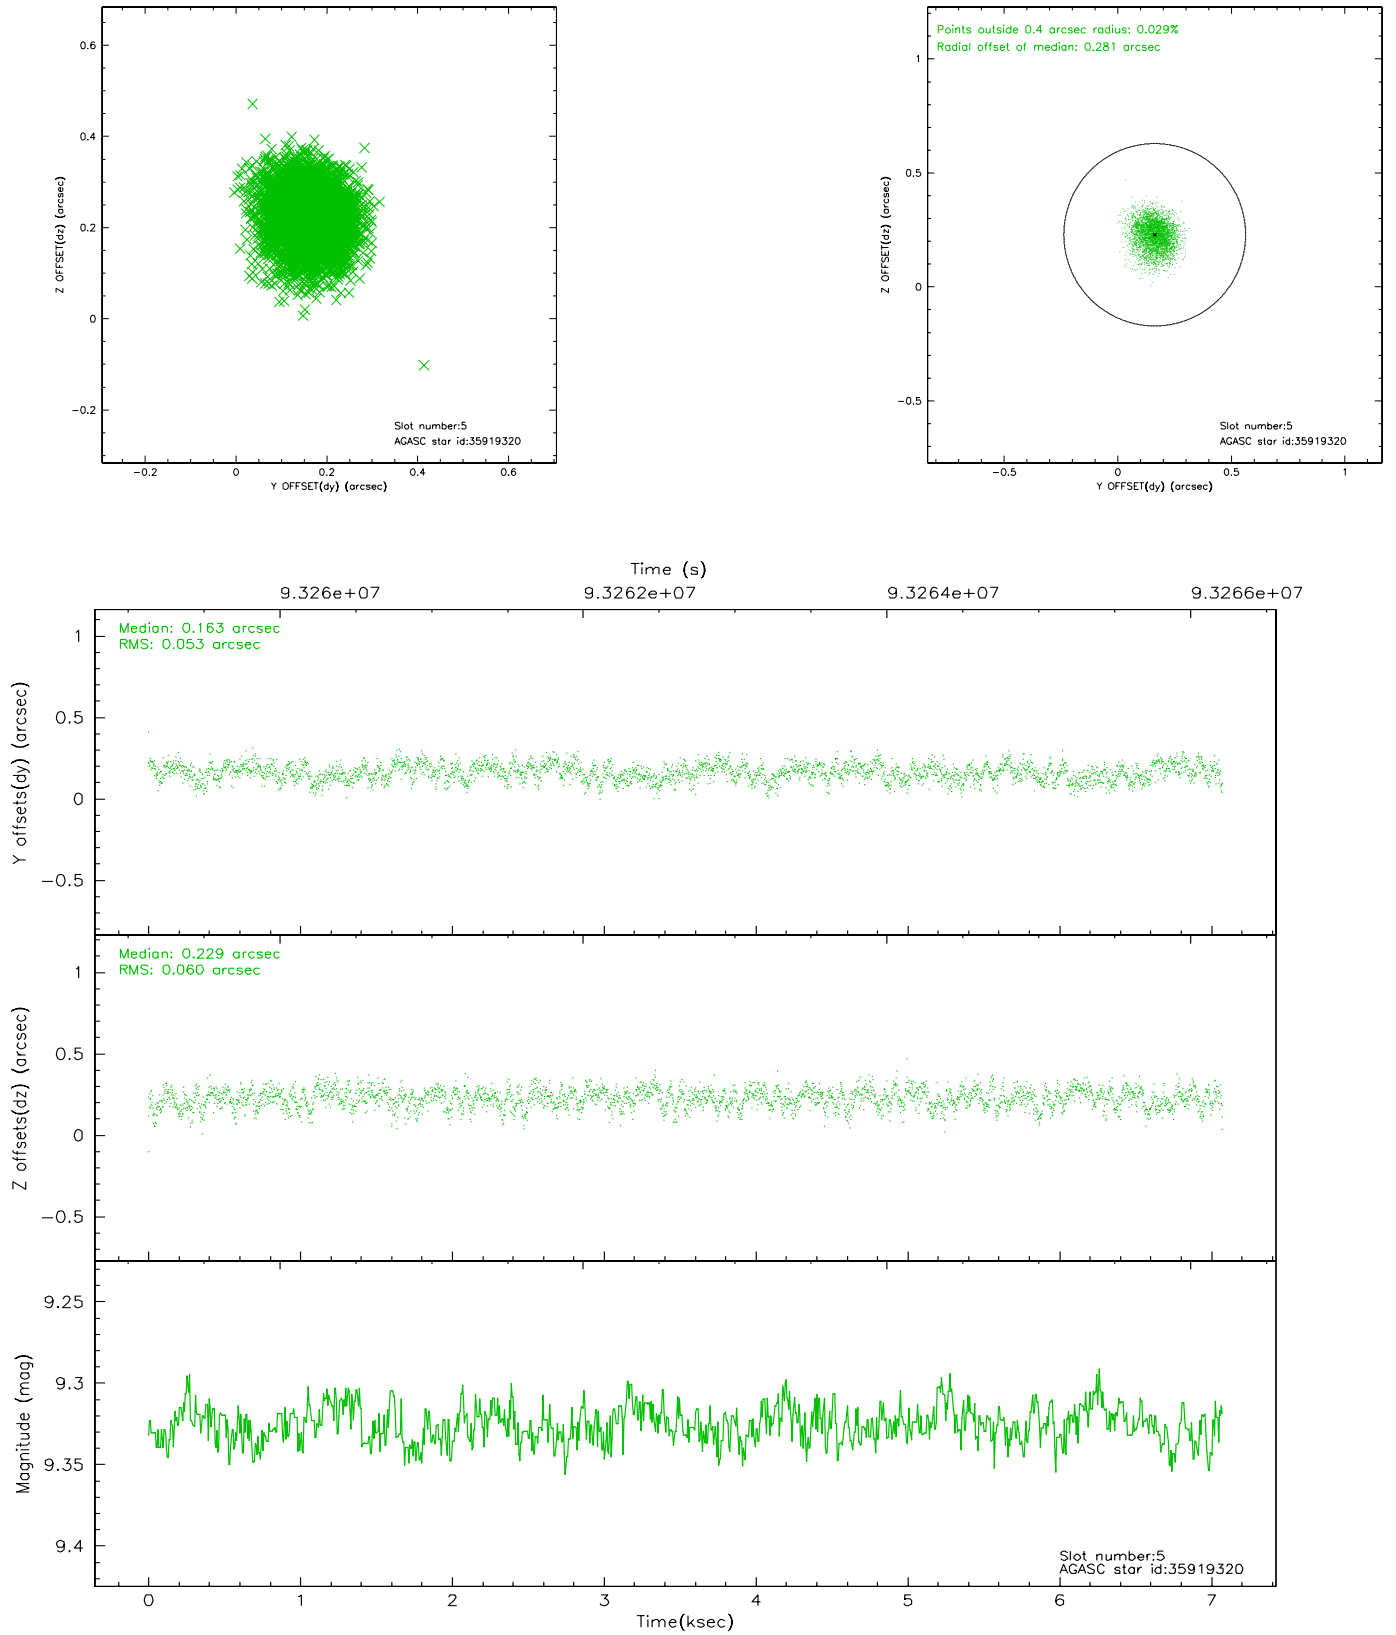 0.6
0.4
0.2
0
−0.2
Z OFFSET(dz) (arcsec)
Slot number:5
AGASC star id:35919320
−0.2 0 0.2 0.4 0.6
Y OFFSET(dy) (arcsec)
Points outside 0.4 arcsec radius: 0.029%
Radial offset of median: 0.281 arcsec
1
0.5
0
−0.5
Z OFFSET(dz) (arcsec)
Slot number:5
AGASC star id:35919320
−0.5 0 0.5 1
Y OFFSET(dy) (arcsec)
Time (s)
9.326e+07 9.3262e+07 9.3264e+07 9.3266e+07
Median: 0.163 arcsec
RMS: 0.053 arcsec
1
0.5
0
−0.5
Y offsets(dy) (arcsec)
Median: 0.229 arcsec
RMS: 0.060 arcsec
1
0.5
0
−0.5
Z offsets(dz) (arcsec)
9.25
9.3
9.35
9.4
Magnitude (mag)
Slot number:5
AGASC star id:35919320
0 1 2 3 4 5 6 7
Time(ksec)